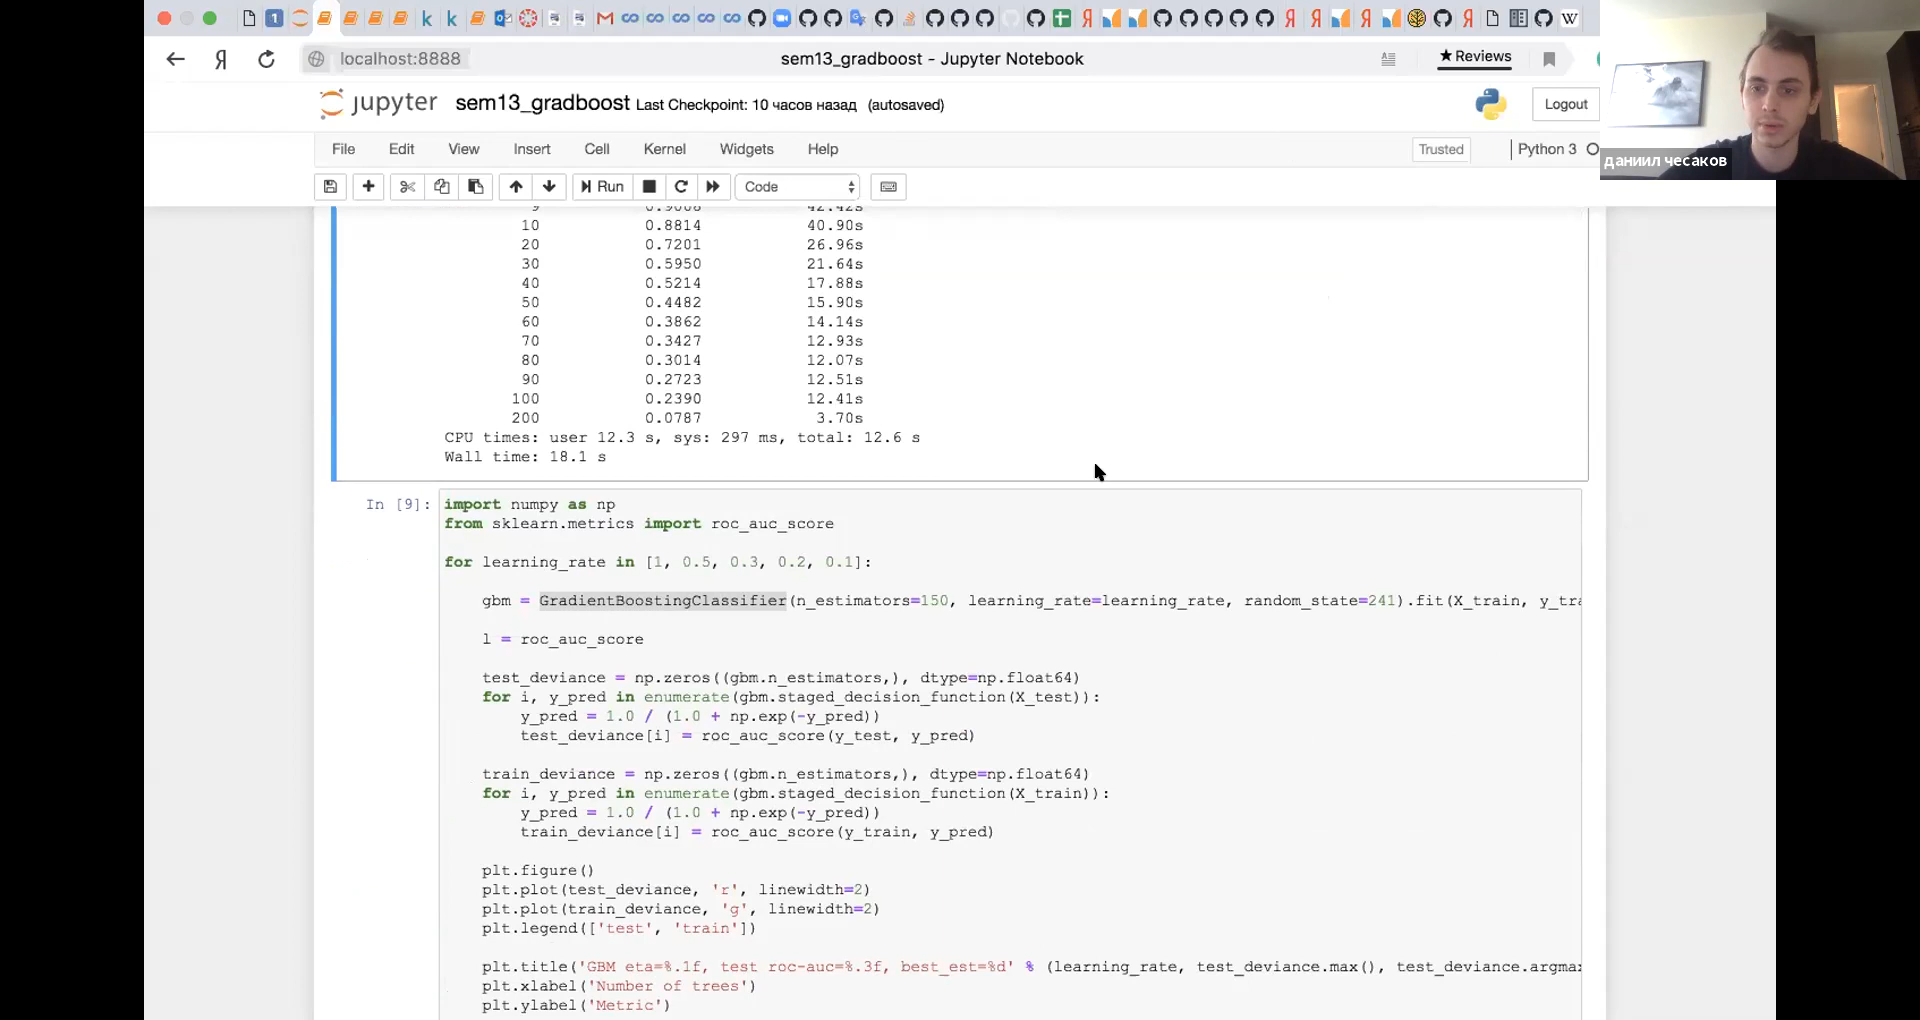 localhost:8888
sem13_gradboost - Jupyter Notebook
★Reviews
jupyter sem13_gradboost Last Checkpoint: 10 часов назад (autosaved)
Logout
File Edit View Insert Cell Kernel Widgets Help
Trusted
Python 3
даниил чесаков
Run
Code
9 0.9068 42.42s
10 0.8814 40.90s
20 0.7201 26.96s
30 0.5950 21.64s
40 0.5214 17.88s
50 0.4482 15.90s
60 0.3862 14.14s
70 0.3427 12.93s
80 0.3014 12.07s
90 0.2723 12.51s
100 0.2390 12.41s
200 0.0787 3.70s
CPU times: user 12.3 s, sys: 297 ms, total: 12.6 s
Wall time: 18.1 s
In [9]:
import numpy as np
from sklearn.metrics import roc_auc_score
for learning_rate in [1, 0.5, 0.3, 0.2, 0.1]:
gbm = GradientBoostingClassifier(n_estimators=150, learning_rate=learning_rate, random_state=241).fit(X_train, y_tra
l = roc_auc_score
test_deviance = np.zeros((gbm.n_estimators,), dtype=np.float64)
for i, y_pred in enumerate(gbm.staged_decision_function(X_test)):
y_pred = 1.0 / (1.0 + np.exp(-y_pred))
test_deviance[i] = roc_auc_score(y_test, y_pred)
train_deviance = np.zeros((gbm.n_estimators,), dtype=np.float64)
for i, y_pred in enumerate(gbm.staged_decision_function(X_train)):
y_pred = 1.0 / (1.0 + np.exp(-y_pred))
train_deviance[i] = roc_auc_score(y_train, y_pred)
plt.figure()
plt.plot(test_deviance, 'r', linewidth=2)
plt.plot(train_deviance, 'g', linewidth=2)
plt.legend(['test', 'train'])
plt.title('GBM eta=%.1f, test roc-auc=%.3f, best_est=%d' % (learning_rate, test_deviance.max(), test_deviance.argmax
plt.xlabel('Number of trees')
plt.ylabel('Metric')